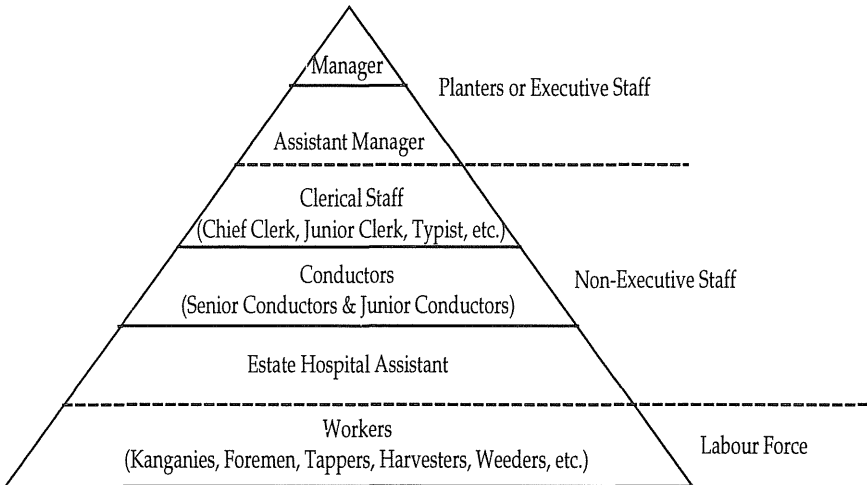 Manager
Planters or Executive Staff
Assistant Manager
Clerical Staff
(Chief Clerk, Junior Clerk, Typist, etc.)
Conductors
(Senior Conductors & Junior Conductors)
Non-Executive Staff
Estate Hospital Assistant
Workers
(Kanganies, Foremen, Tappers, Harvesters, Weeders, etc.)
Labour Force